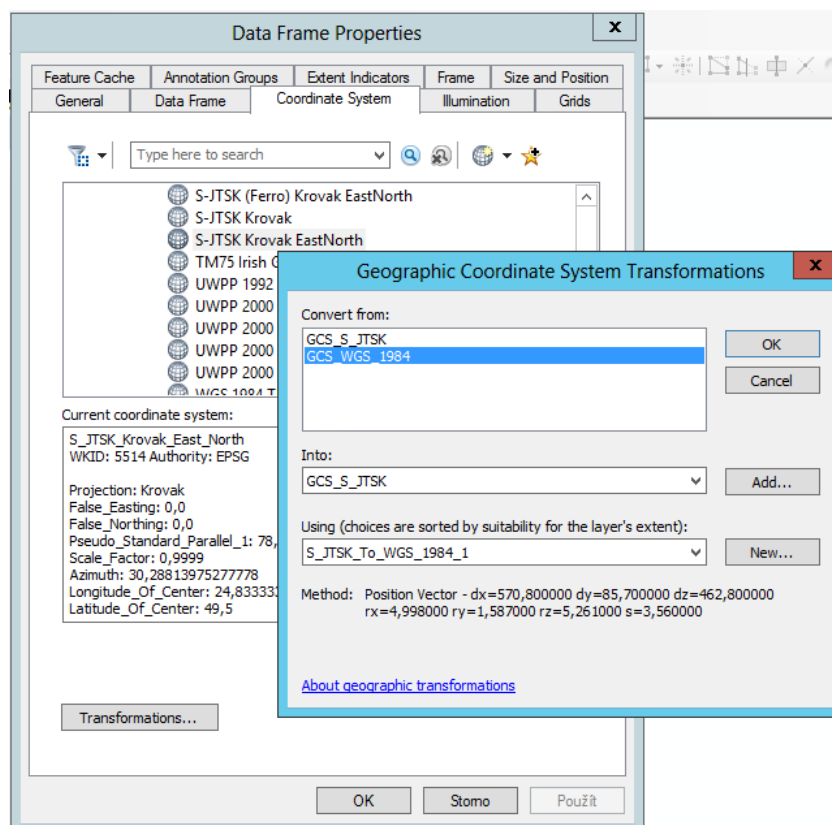 Data Frame Properties
x
Feature Cache
Annotation Groups
Extent Indicators
Frame
Size and Position
General
Data Frame
Coordinate System
Illumination
Grids
Type here to search
S-JTSK (Ferro) Krovak EastNorth
S-JTSK Krovak
S-JTSK Krovak EastNorth
TM75 Irish
UWPP 1992
UWPP 2000
UWPP 2000
UWPP 2000
UWPP 2000
WGS 1984
Current coordinate system:
S_JTSK_Krovak_East_North
WKID: 5514 Authority: EPSG
Projection: Krovak
False_Easting: 0,0
False_Northing: 0,0
Pseudo_Standard_Parallel_1: 78,
Scale_Factor: 0,9999
Azimuth: 30,28813975277778
Longitude_Of_Center: 24,833333
Latitude_Of_Center: 49,5
Transformations...
OK
Storno
Použít
Geographic Coordinate System Transformations
x
Convert from:
GCS_S_JTSK
GCS_WGS_1984
OK
Cancel
Into:
GCS_S_JTSK
Add...
Using (choices are sorted by suitability for the layer's extent):
S_JTSK_To_WGS_1984_1
New...
Method: Position Vector - dx=570,800000 dy=85,700000 dz=462,800000
rx=4,998000 ry=1,587000 rz=5,261000 s=3,560000
About geographic transformations